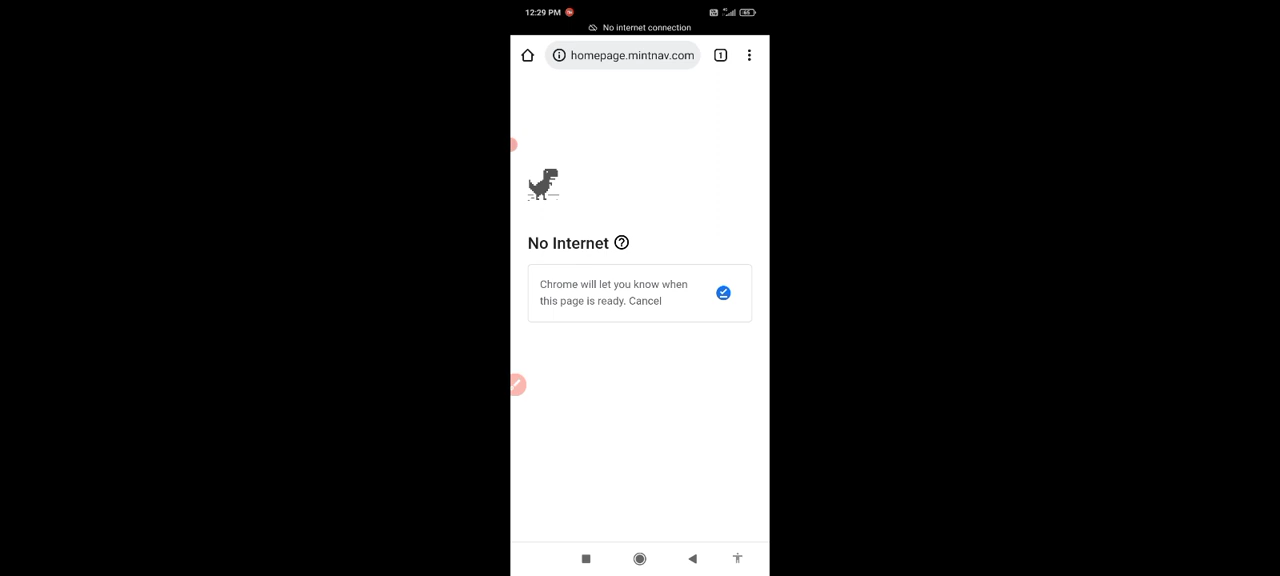 12:29 PM
65
No internet connection
homepage.mintnav.com
1
No Internet
Chrome will let you know when
this page is ready. Cancel